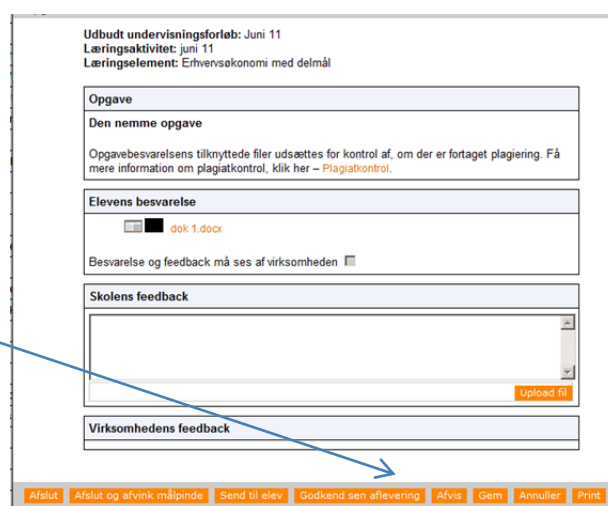 Udbudt undervisningsforløb: Juni 11
Læringsaktivitet: juni 11
Læringselement: Erhvervsøkonomi med delmål
Opgave
Den nemme opgave
Opgavebesvarelsens tilknyttede filer udsættes for kontrol af, om der er fortaget plagiering. Få
mere information om plagiatkontrol, klik her – Plagiatkontrol.
Elevens besvarelse
dok 1.docx
Besvarelse og feedback må ses af virksomheden
Skolens feedback
Upload fil
Virksomhedens feedback
Afslut Afslut og afvink målpinde Send til elev Godkend sen aflevering Afvis Gem Annuller Print